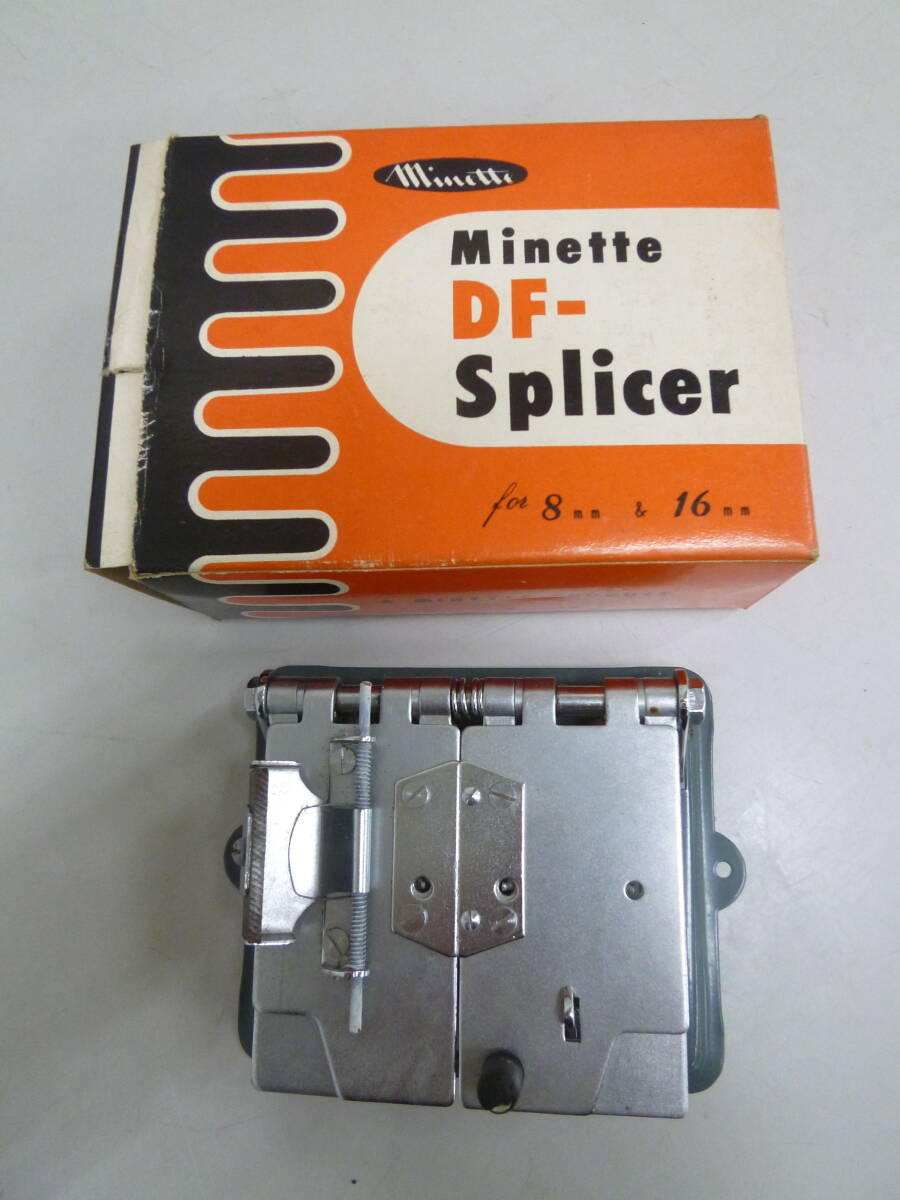 Minette
Minette
DF-
Splicer
for 8mm & 16mm